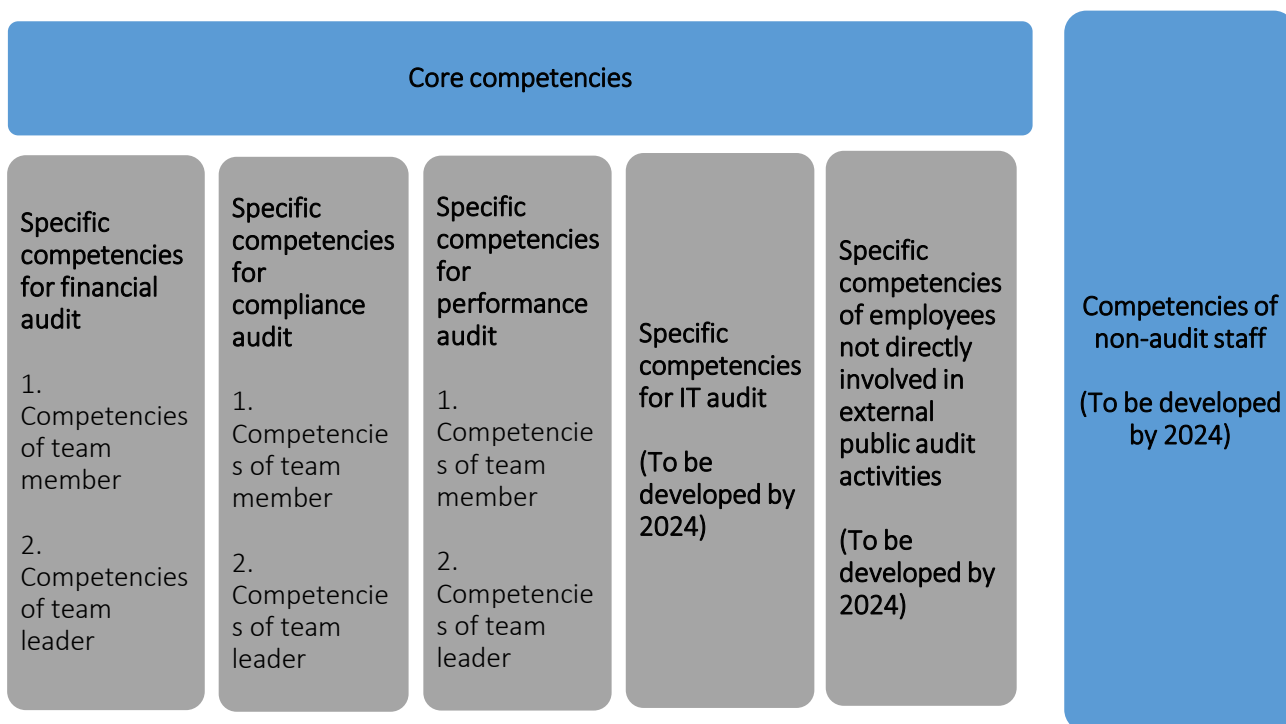 Core competencies
Specific
competencies
for financial
audit
1.
Competencies
of team
member
2.
Competencies
of team
leader
Specific
competencies
for
compliance
audit
1.
Competencie
s of team
member
2.
Competencie
s of team
leader
Specific
competencies
for
performance
audit
1.
Competencie
s of team
member
2.
Competencie
s of team
leader
Specific
competencies
for IT audit
(To be
developed by
2024)
Specific
competencies
of employees
not directly
involved in
external
public audit
activities
(To be
developed by
2024)
Competencies of
non-audit staff
(To be developed
by 2024)